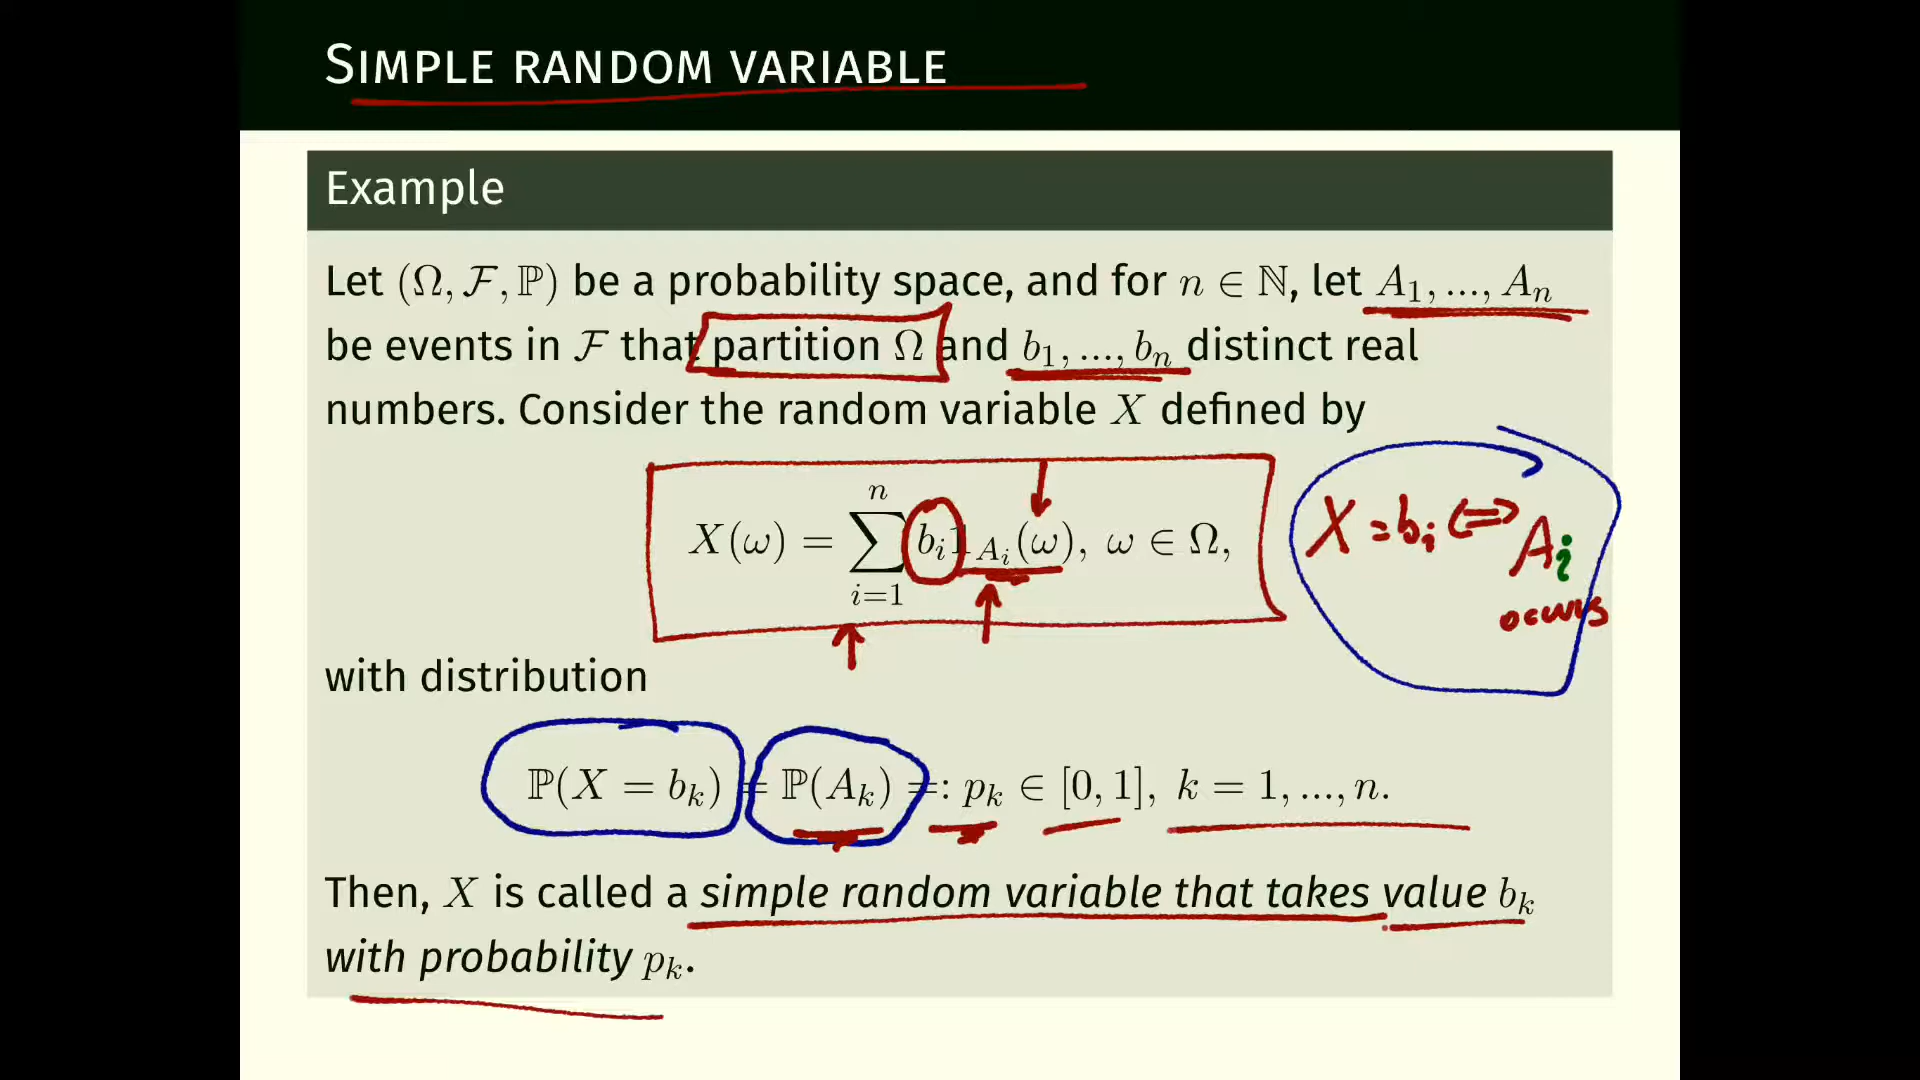 SIMPLE RANDOM VARIABLE
Example
Let (Ω, ℱ, ℙ) be a probability space, and for n ∈ ℕ, let A₁, ..., Aₙ
be events in ℱ that partition Ω and b₁, ..., bₙ distinct real
numbers. Consider the random variable X defined by
X(ω) = ∑ᵢ₌₁ⁿ bᵢ1_{Aᵢ}(ω), ω ∈ Ω,
X = bᵢ ⟺ Aᵢ
occurs
with distribution
ℙ(X = bₖ) = ℙ(Aₖ) =: pₖ ∈ [0, 1], k = 1, ..., n.
Then, X is called a simple random variable that takes value bₖ
with probability pₖ.